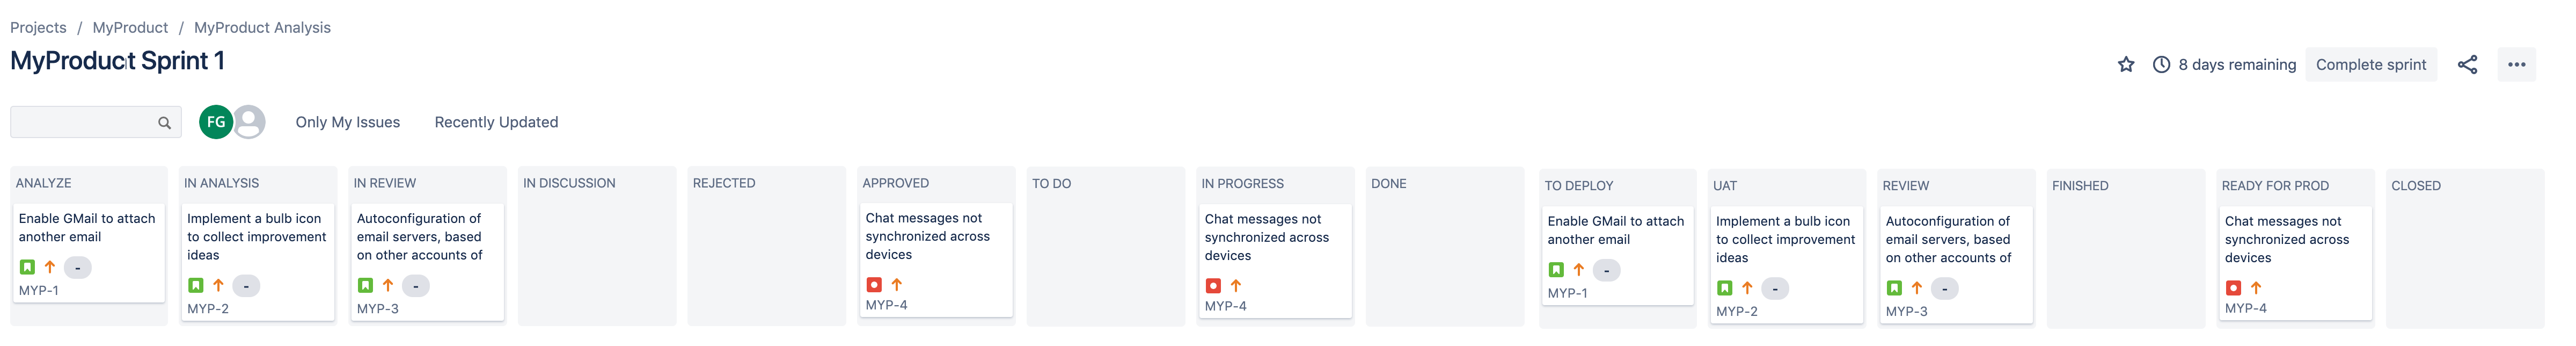 Projects / MyProduct / MyProduct Analysis
MyProduct Sprint 1
8 days remaining
Complete sprint
FG
Only My Issues
Recently Updated
ANALYZE
Enable GMail to attach
another email
-
MYP-1
IN ANALYSIS
Implement a bulb icon
to collect improvement
ideas
-
MYP-2
IN REVIEW
Autoconfiguration of
email servers, based
on other accounts of
-
MYP-3
IN DISCUSSION
REJECTED
APPROVED
Chat messages not
synchronized across
devices
MYP-4
TO DO
IN PROGRESS
Chat messages not
synchronized across
devices
MYP-4
DONE
TO DEPLOY
Enable GMail to attach
another email
-
MYP-1
UAT
Implement a bulb icon
to collect improvement
ideas
-
MYP-2
REVIEW
Autoconfiguration of
email servers, based
on other accounts of
-
MYP-3
FINISHED
READY FOR PROD
Chat messages not
synchronized across
devices
MYP-4
CLOSED